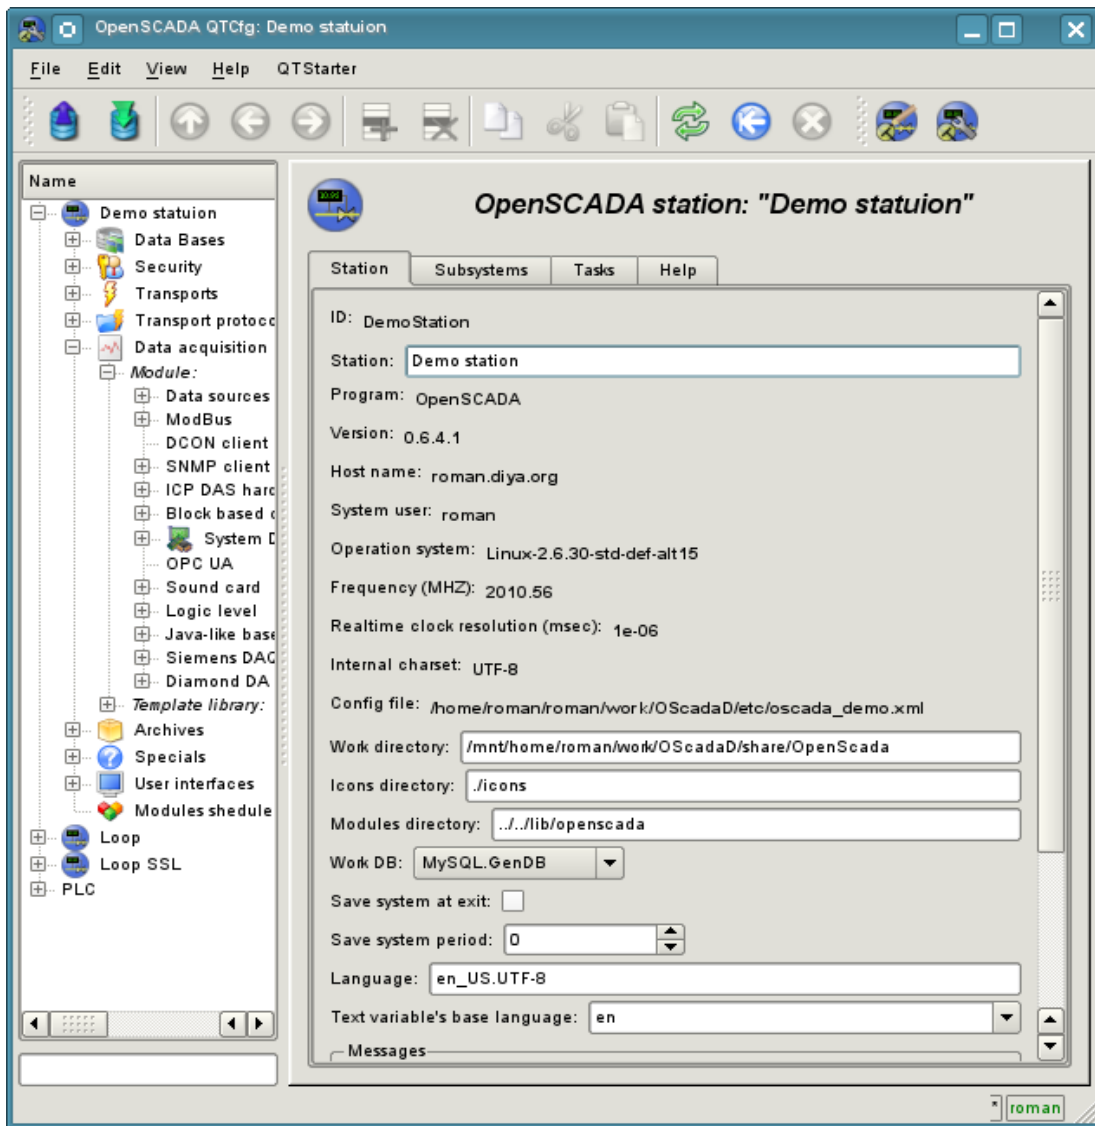 OpenSCADA QTCfg: Demo statuion
File Edit View Help QTStarter
Name
Demo statuion
Data Bases
Security
Transports
Transport protoc
Data acquisition
Module:
Data sources
ModBus
DCON client
SNMP client
ICP DAS hard
Block based c
System D
OPC UA
Sound card
Logic level
Java-like base
Siemens DAC
Diamond DA
Template library:
Archives
Specials
User interfaces
Modules shedule
Loop
Loop SSL
PLC
OpenSCADA station: "Demo statuion"
Station Subsystems Tasks Help
ID: DemoStation
Station: Demo station
Program: OpenSCADA
Version: 0.6.4.1
Host name: roman.diya.org
System user: roman
Operation system: Linux-2.6.30-std-def-alt15
Frequency (MHZ): 2010.56
Realtime clock resolution (msec): 1e-06
Internal charset: UTF-8
Config file: /home/roman/roman/work/OScadaD/etc/oscada_demo.xml
Work directory: /mnt/home/roman/work/OScadaD/share/OpenScada
Icons directory: ./icons
Modules directory: ../../lib/openscada
Work DB: MySQL.GenDB
Save system at exit:
Save system period: 0
Language: en_US.UTF-8
Text variable's base language: en
Messages
* roman